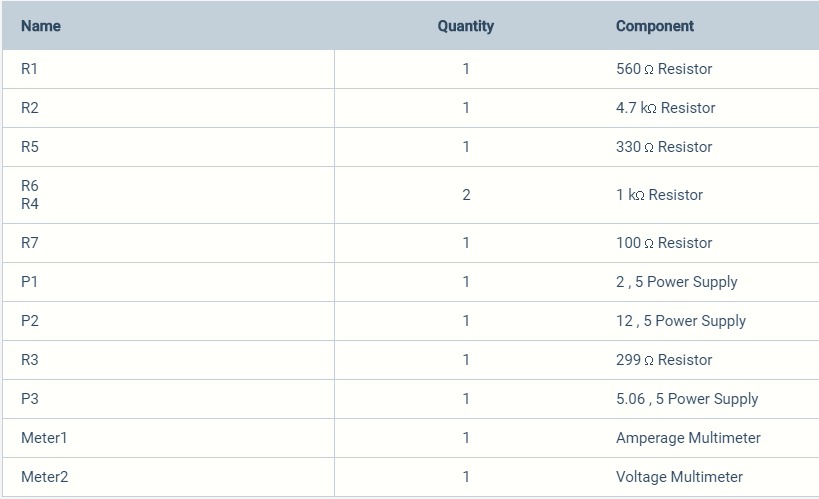 Name Quantity Component
R1 1 560 Ω Resistor
R2 1 4.7 kΩ Resistor
R5 1 330 Ω Resistor
R6
R4 2 1 kΩ Resistor
R7 1 100 Ω Resistor
P1 1 2 , 5 Power Supply
P2 1 12 , 5 Power Supply
R3 1 299 Ω Resistor
P3 1 5.06 , 5 Power Supply
Meter1 1 Amperage Multimeter
Meter2 1 Voltage Multimeter